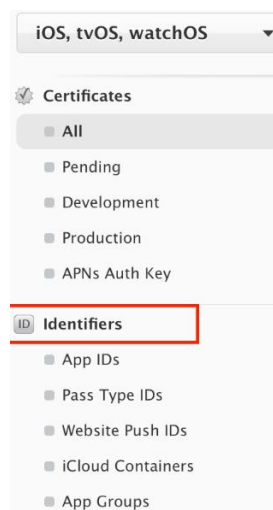 iOS, tvOS, watchOS
Certificates
All
Pending
Development
Production
APNs Auth Key
ID Identifiers
App IDs
Pass Type IDs
Website Push IDs
iCloud Containers
App Groups